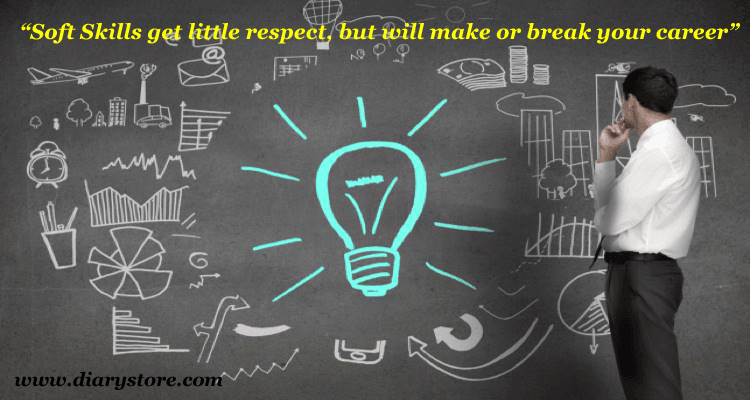 “Soft Skills get little respect, but will make or break your career”
www.diarystore.com